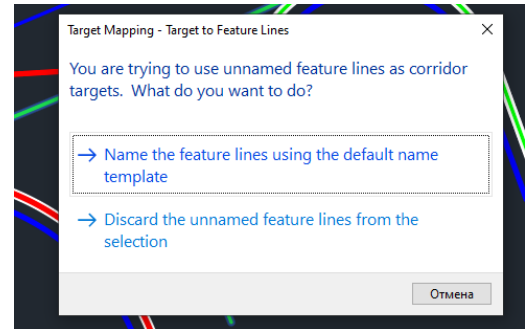 Target Mapping - Target to Feature Lines
You are trying to use unnamed feature lines as corridor
targets. What do you want to do?
Name the feature lines using the default name
template
Discard the unnamed feature lines from the
selection
Отмена